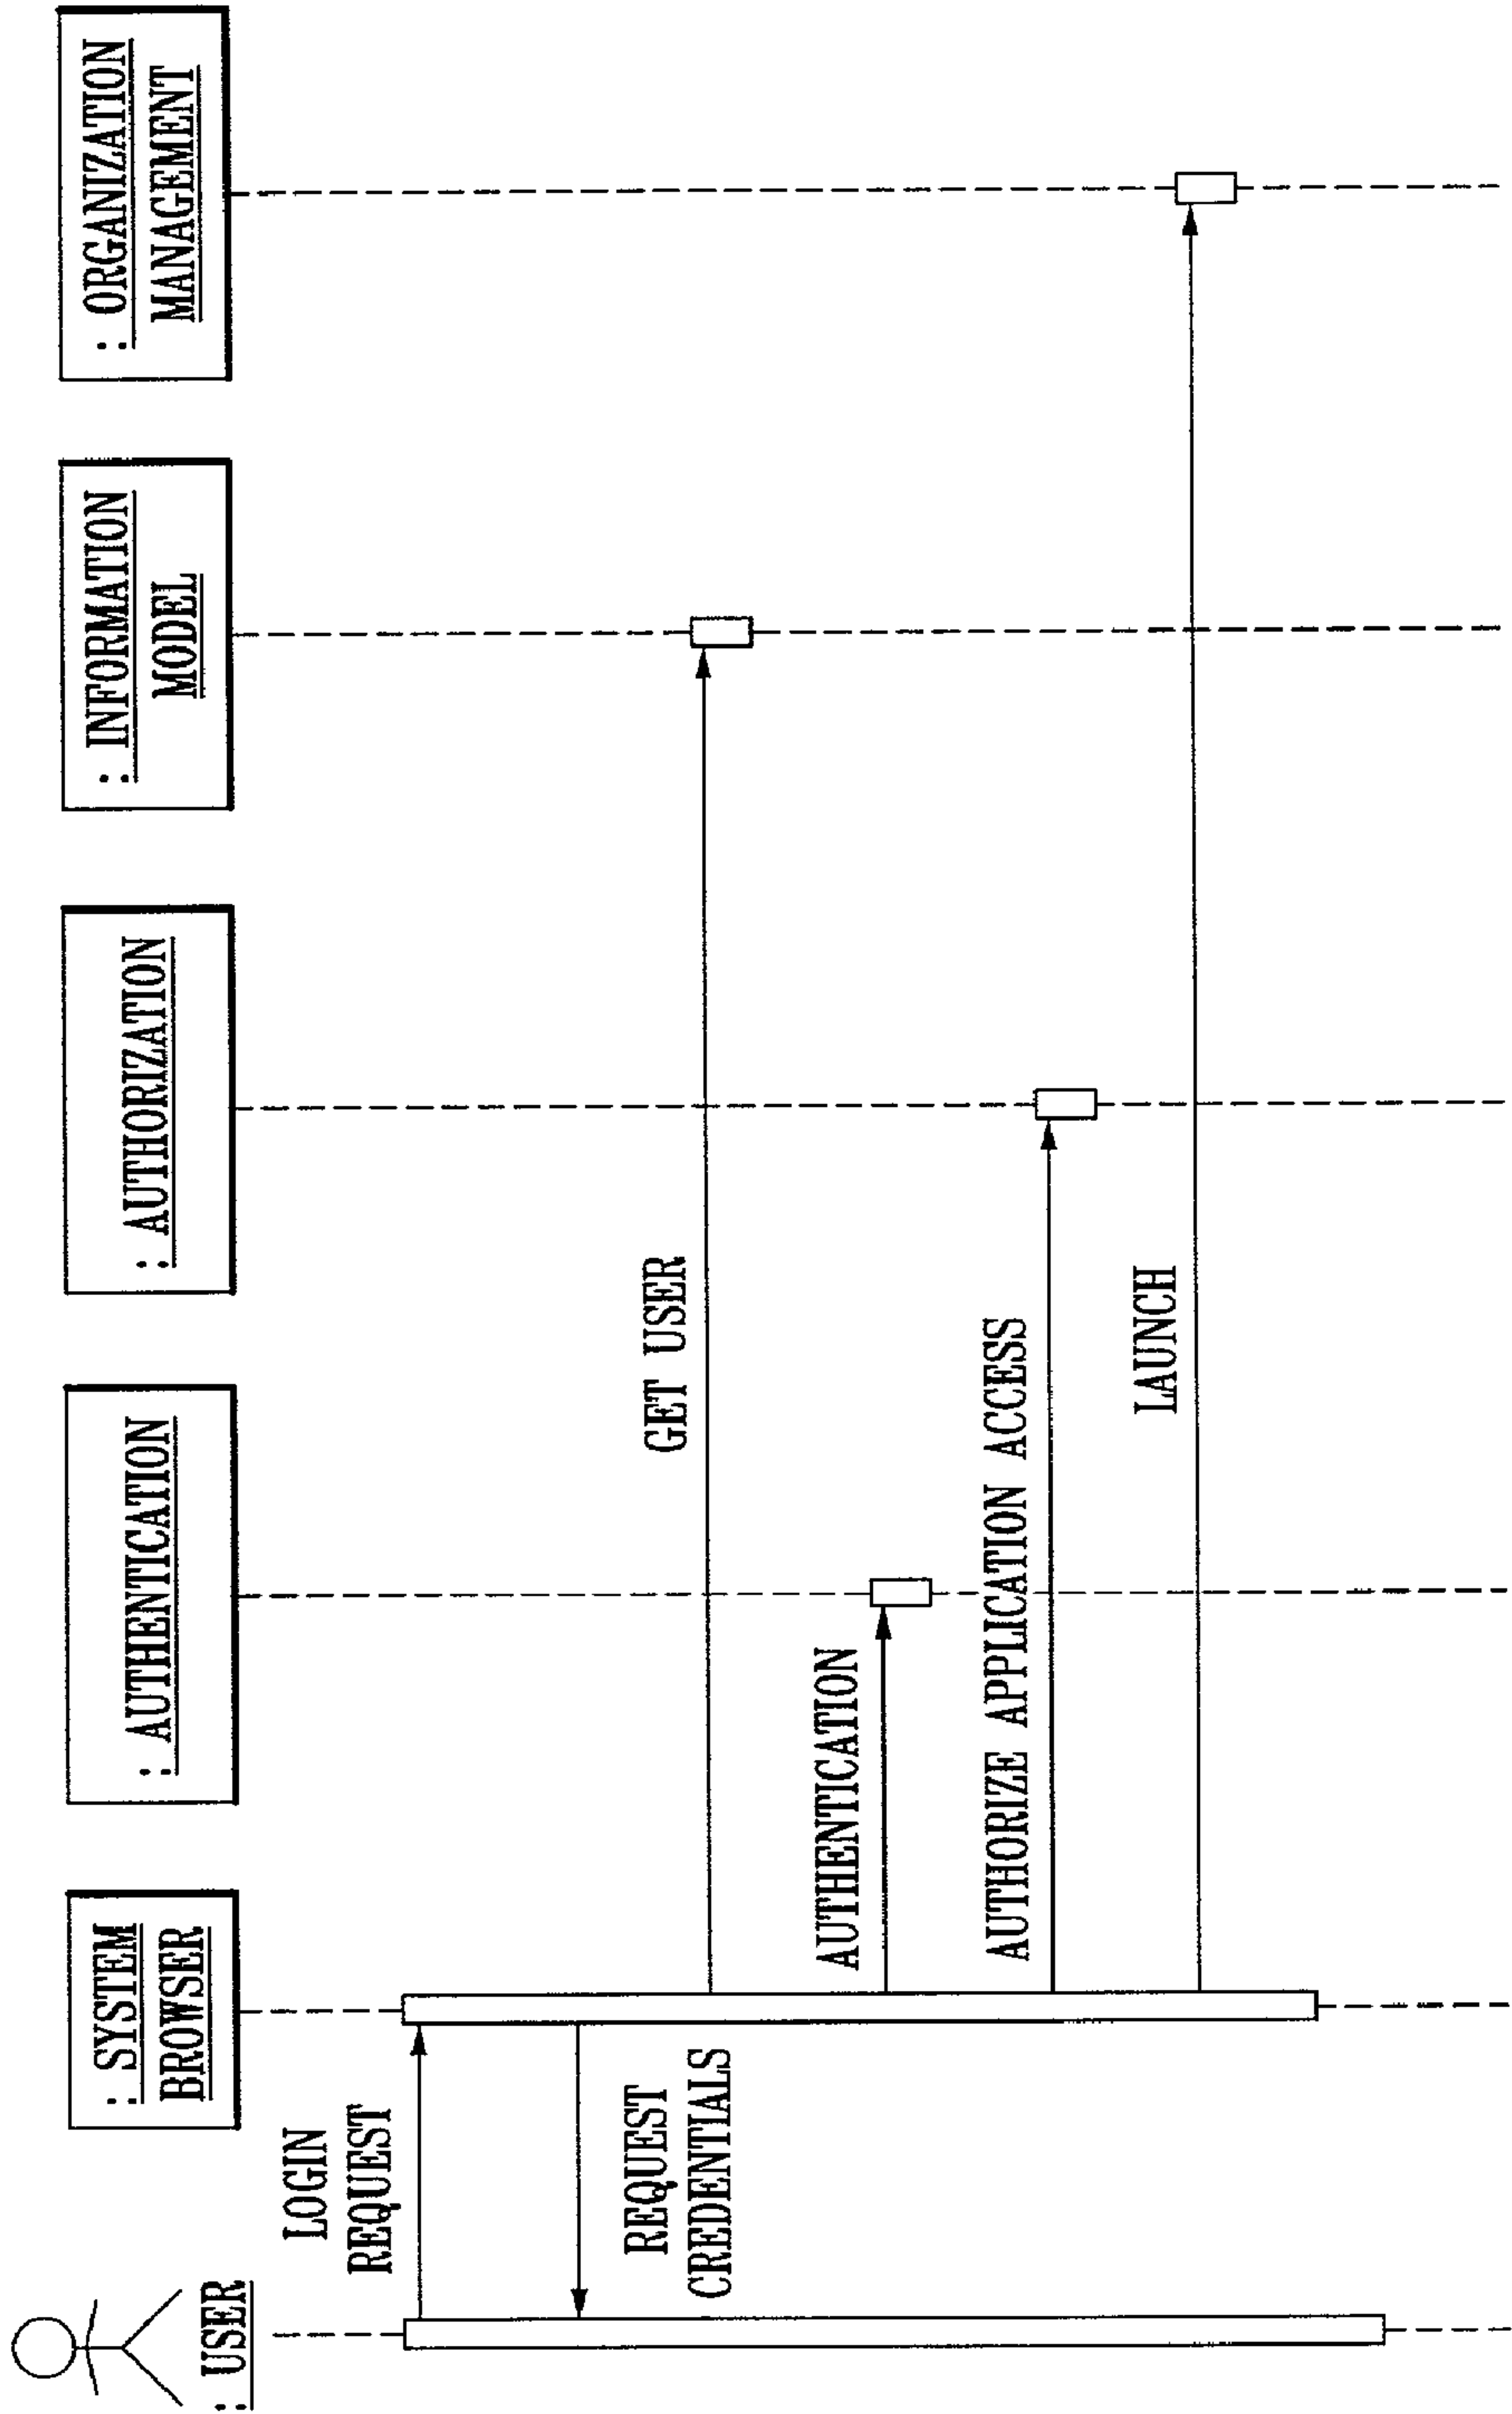 : USER
: SYSTEM
BROWSER
: AUTHENTICATION
: AUTHORIZATION
: INFORMATION
MODEL
: ORGANIZATION
MANAGEMENT
LOGIN
REQUEST
REQUEST
CREDENTIALS
GET USER
AUTHENTICATION
AUTHORIZE APPLICATION ACCESS
LAUNCH